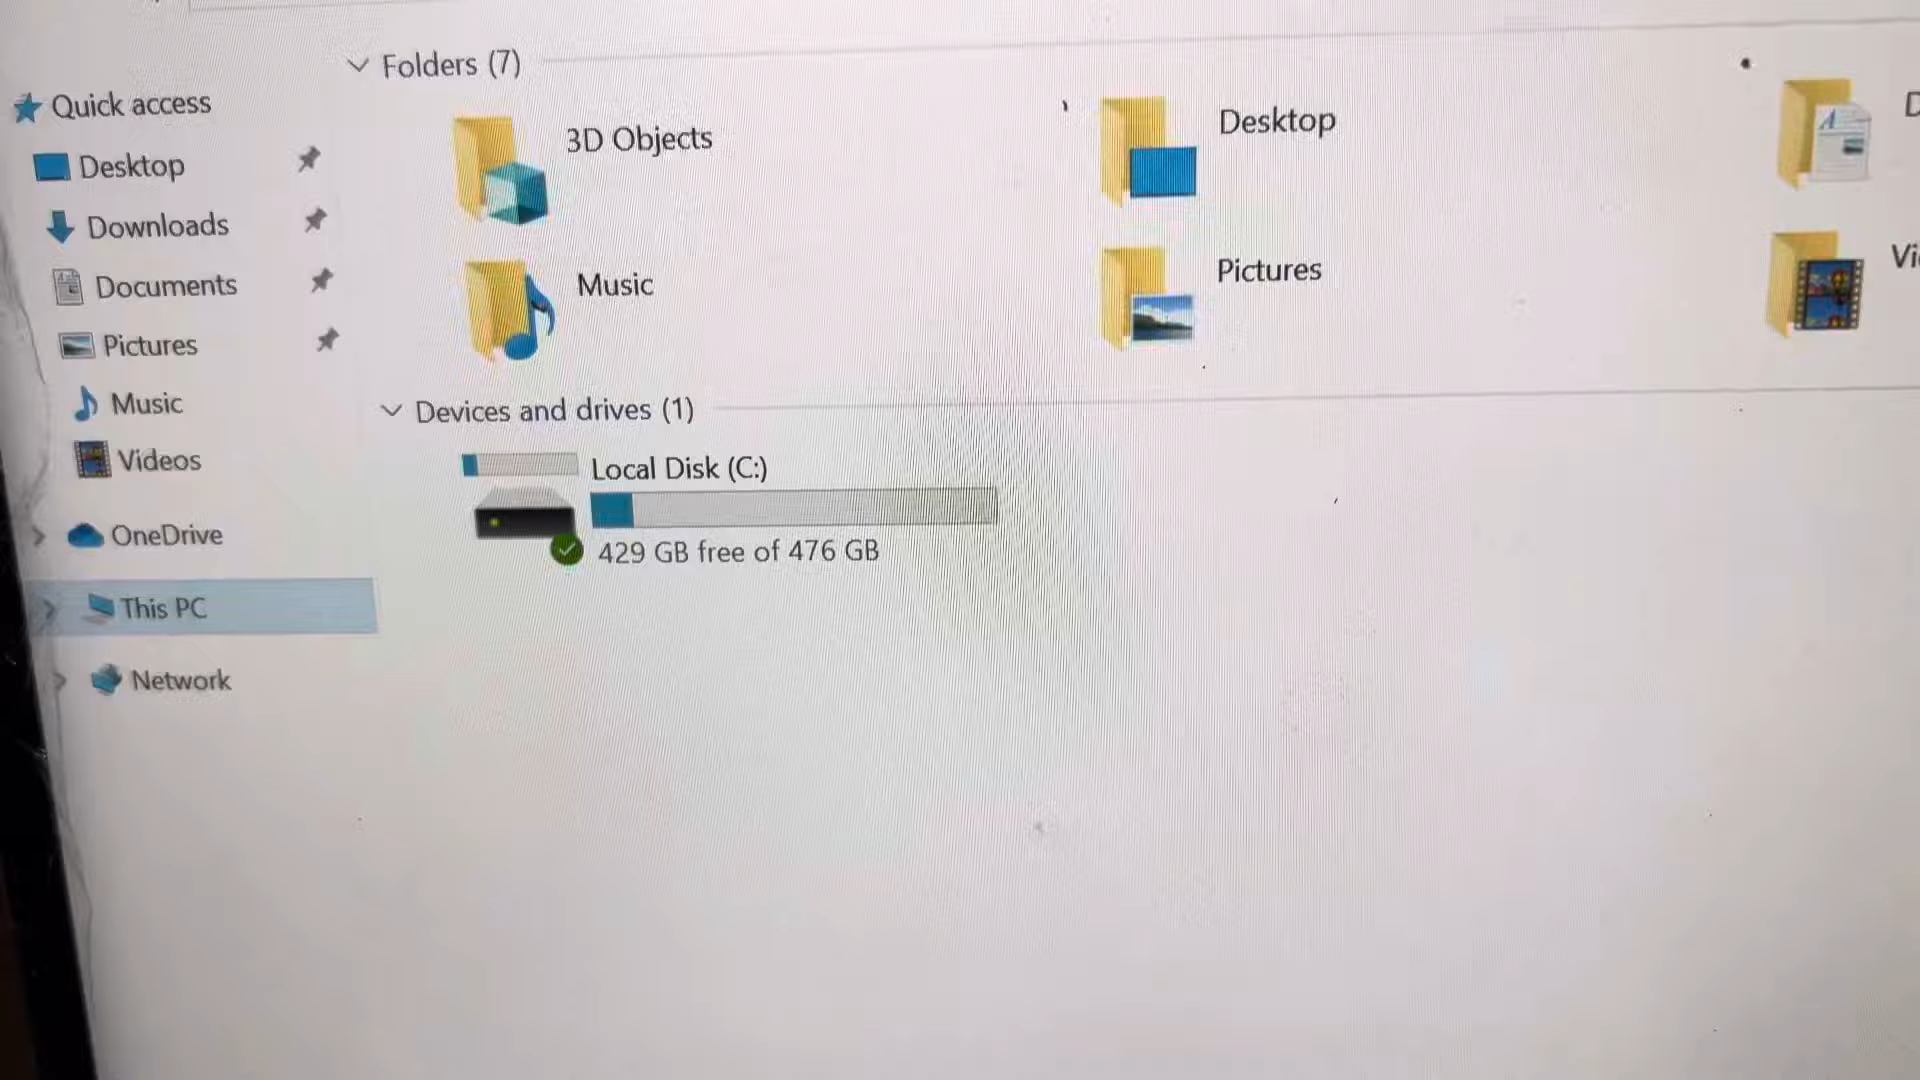 Quick access
Desktop
Downloads
Documents
Pictures
Music
Videos
OneDrive
This PC
Network
Folders (7)
3D Objects
Desktop
Music
Pictures
Devices and drives (1)
Local Disk (C:)
429 GB free of 476 GB